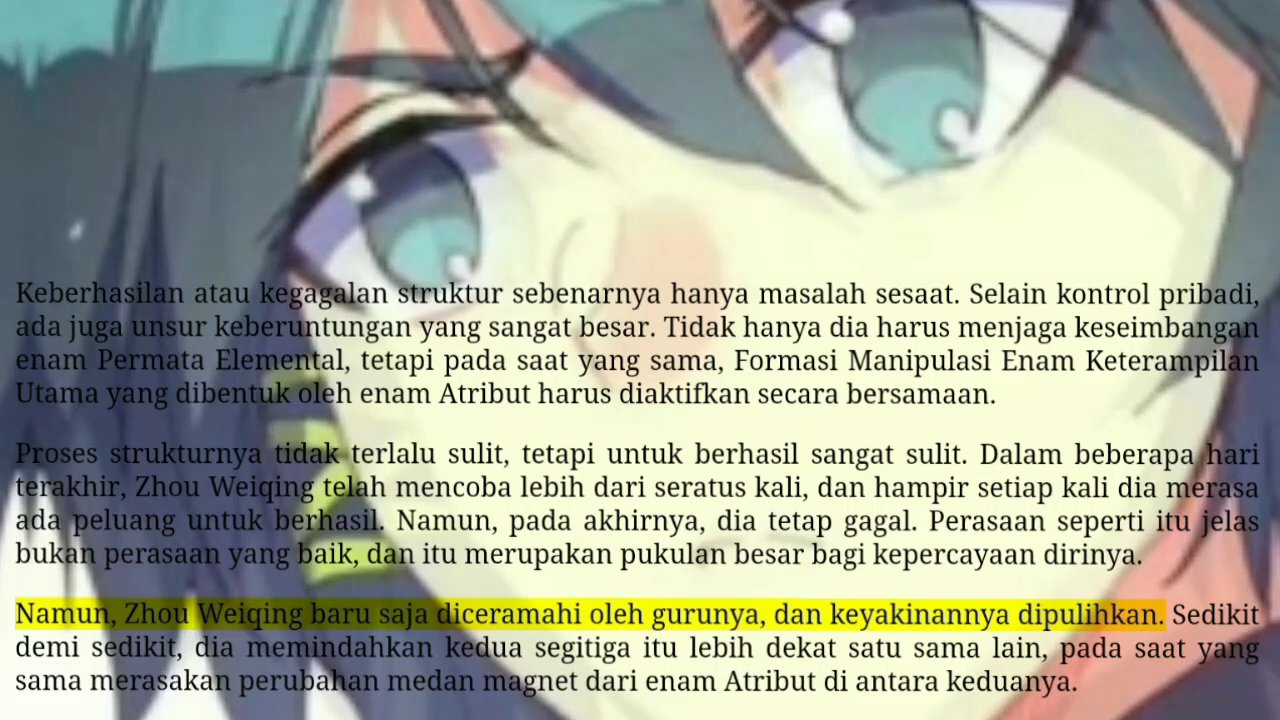 Keberhasilan atau kegagalan struktur sebenarnya hanya masalah sesaat. Selain kontrol pribadi,
ada juga unsur keberuntungan yang sangat besar. Tidak hanya dia harus menjaga keseimbangan
enam Permata Elemental, tetapi pada saat yang sama, Formasi Manipulasi Enam Keterampilan
Utama yang dibentuk oleh enam Atribut harus diaktifkan secara bersamaan.
Proses strukturnya tidak terlalu sulit, tetapi untuk berhasil sangat sulit. Dalam beberapa hari
terakhir, Zhou Weiqing telah mencoba lebih dari seratus kali, dan hampir setiap kali dia merasa
ada peluang untuk berhasil. Namun, pada akhirnya, dia tetap gagal. Perasaan seperti itu jelas
bukan perasaan yang baik, dan itu merupakan pukulan besar bagi kepercayaan dirinya.
Namun, Zhou Weiqing baru saja diceramahi oleh gurunya, dan keyakinannya dipulihkan. Sedikit
demi sedikit, dia memindahkan kedua segitiga itu lebih dekat satu sama lain, pada saat yang
sama merasakan perubahan medan magnet dari enam Atribut di antara keduanya.